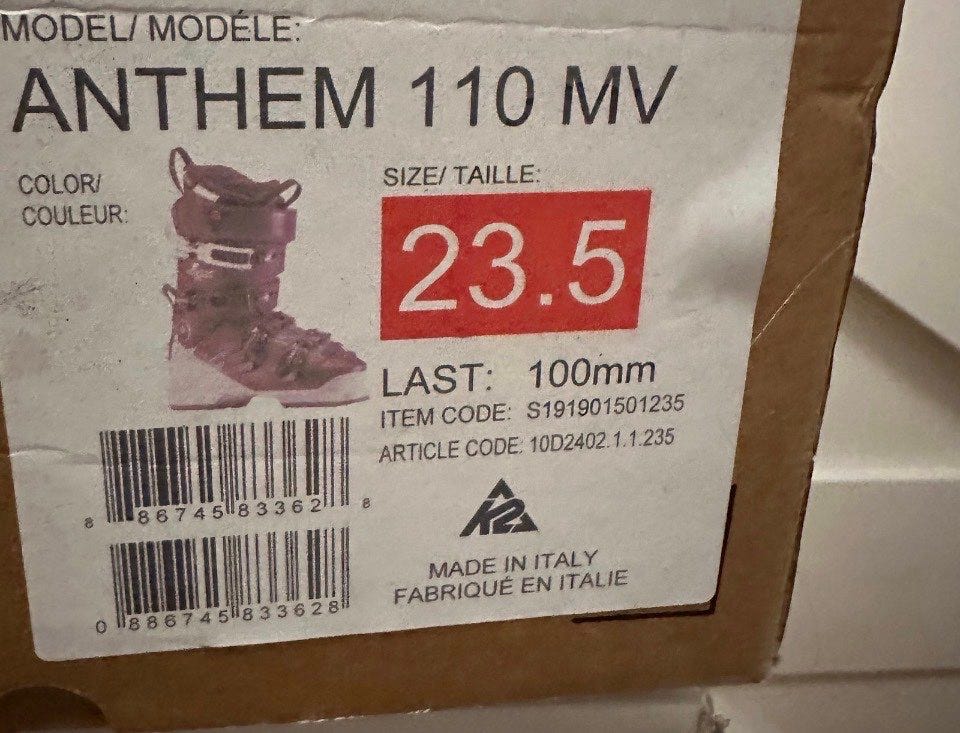 MODEL/ MODÉLE:
ANTHEM 110 MV
COLOR/
COULEUR:
SIZE/ TAILLE:
23.5
LAST: 100mm
ITEM CODE: S191901501235
ARTICLE CODE: 10D2402.1.1.235
8 86745 83362 8
K2
MADE IN ITALY
FABRIQUÉ EN ITALIE
0 886745 833628